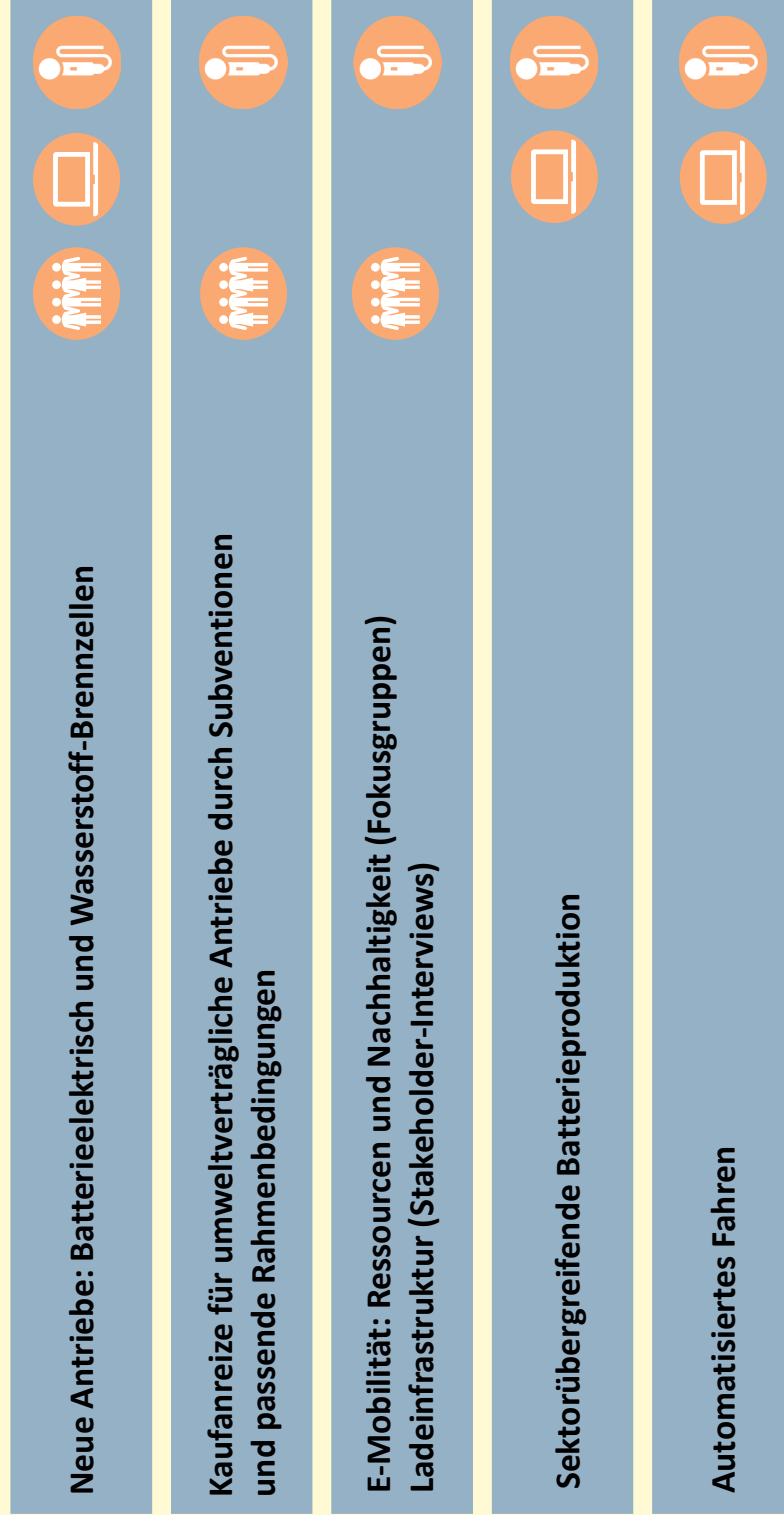 Neue Antriebe: Batterieelektrisch und Wasserstoff-Brennzellen
Kaufanreize für umweltverträgliche Antriebe durch Subventionen
und passende Rahmenbedingungen
E-Mobilität: Ressourcen und Nachhaltigkeit (Fokusgruppen)
Ladeinfrastruktur (Stakeholder-Interviews)
Sektorübergreifende Batterieproduktion
Automatisiertes Fahren